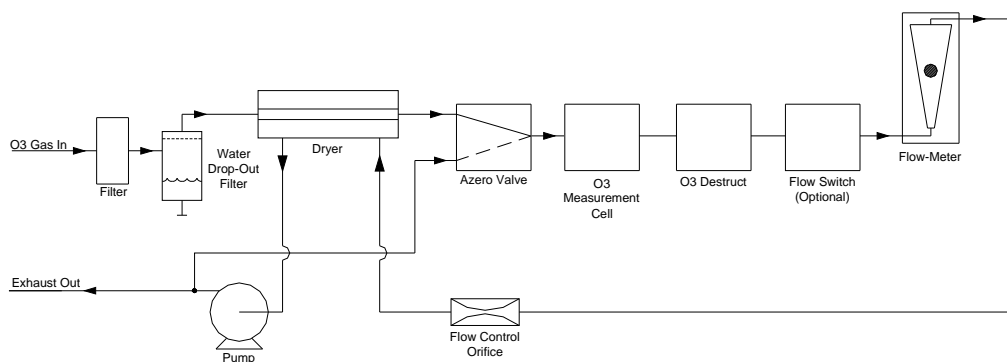 O3 Gas In
Filter
Water
Drop-Out
Filter
Dryer
Azero Valve
O3
Measurement
Cell
O3 Destruct
Flow Switch
(Optional)
Flow-Meter
Exhaust Out
Pump
Flow Control
Orifice